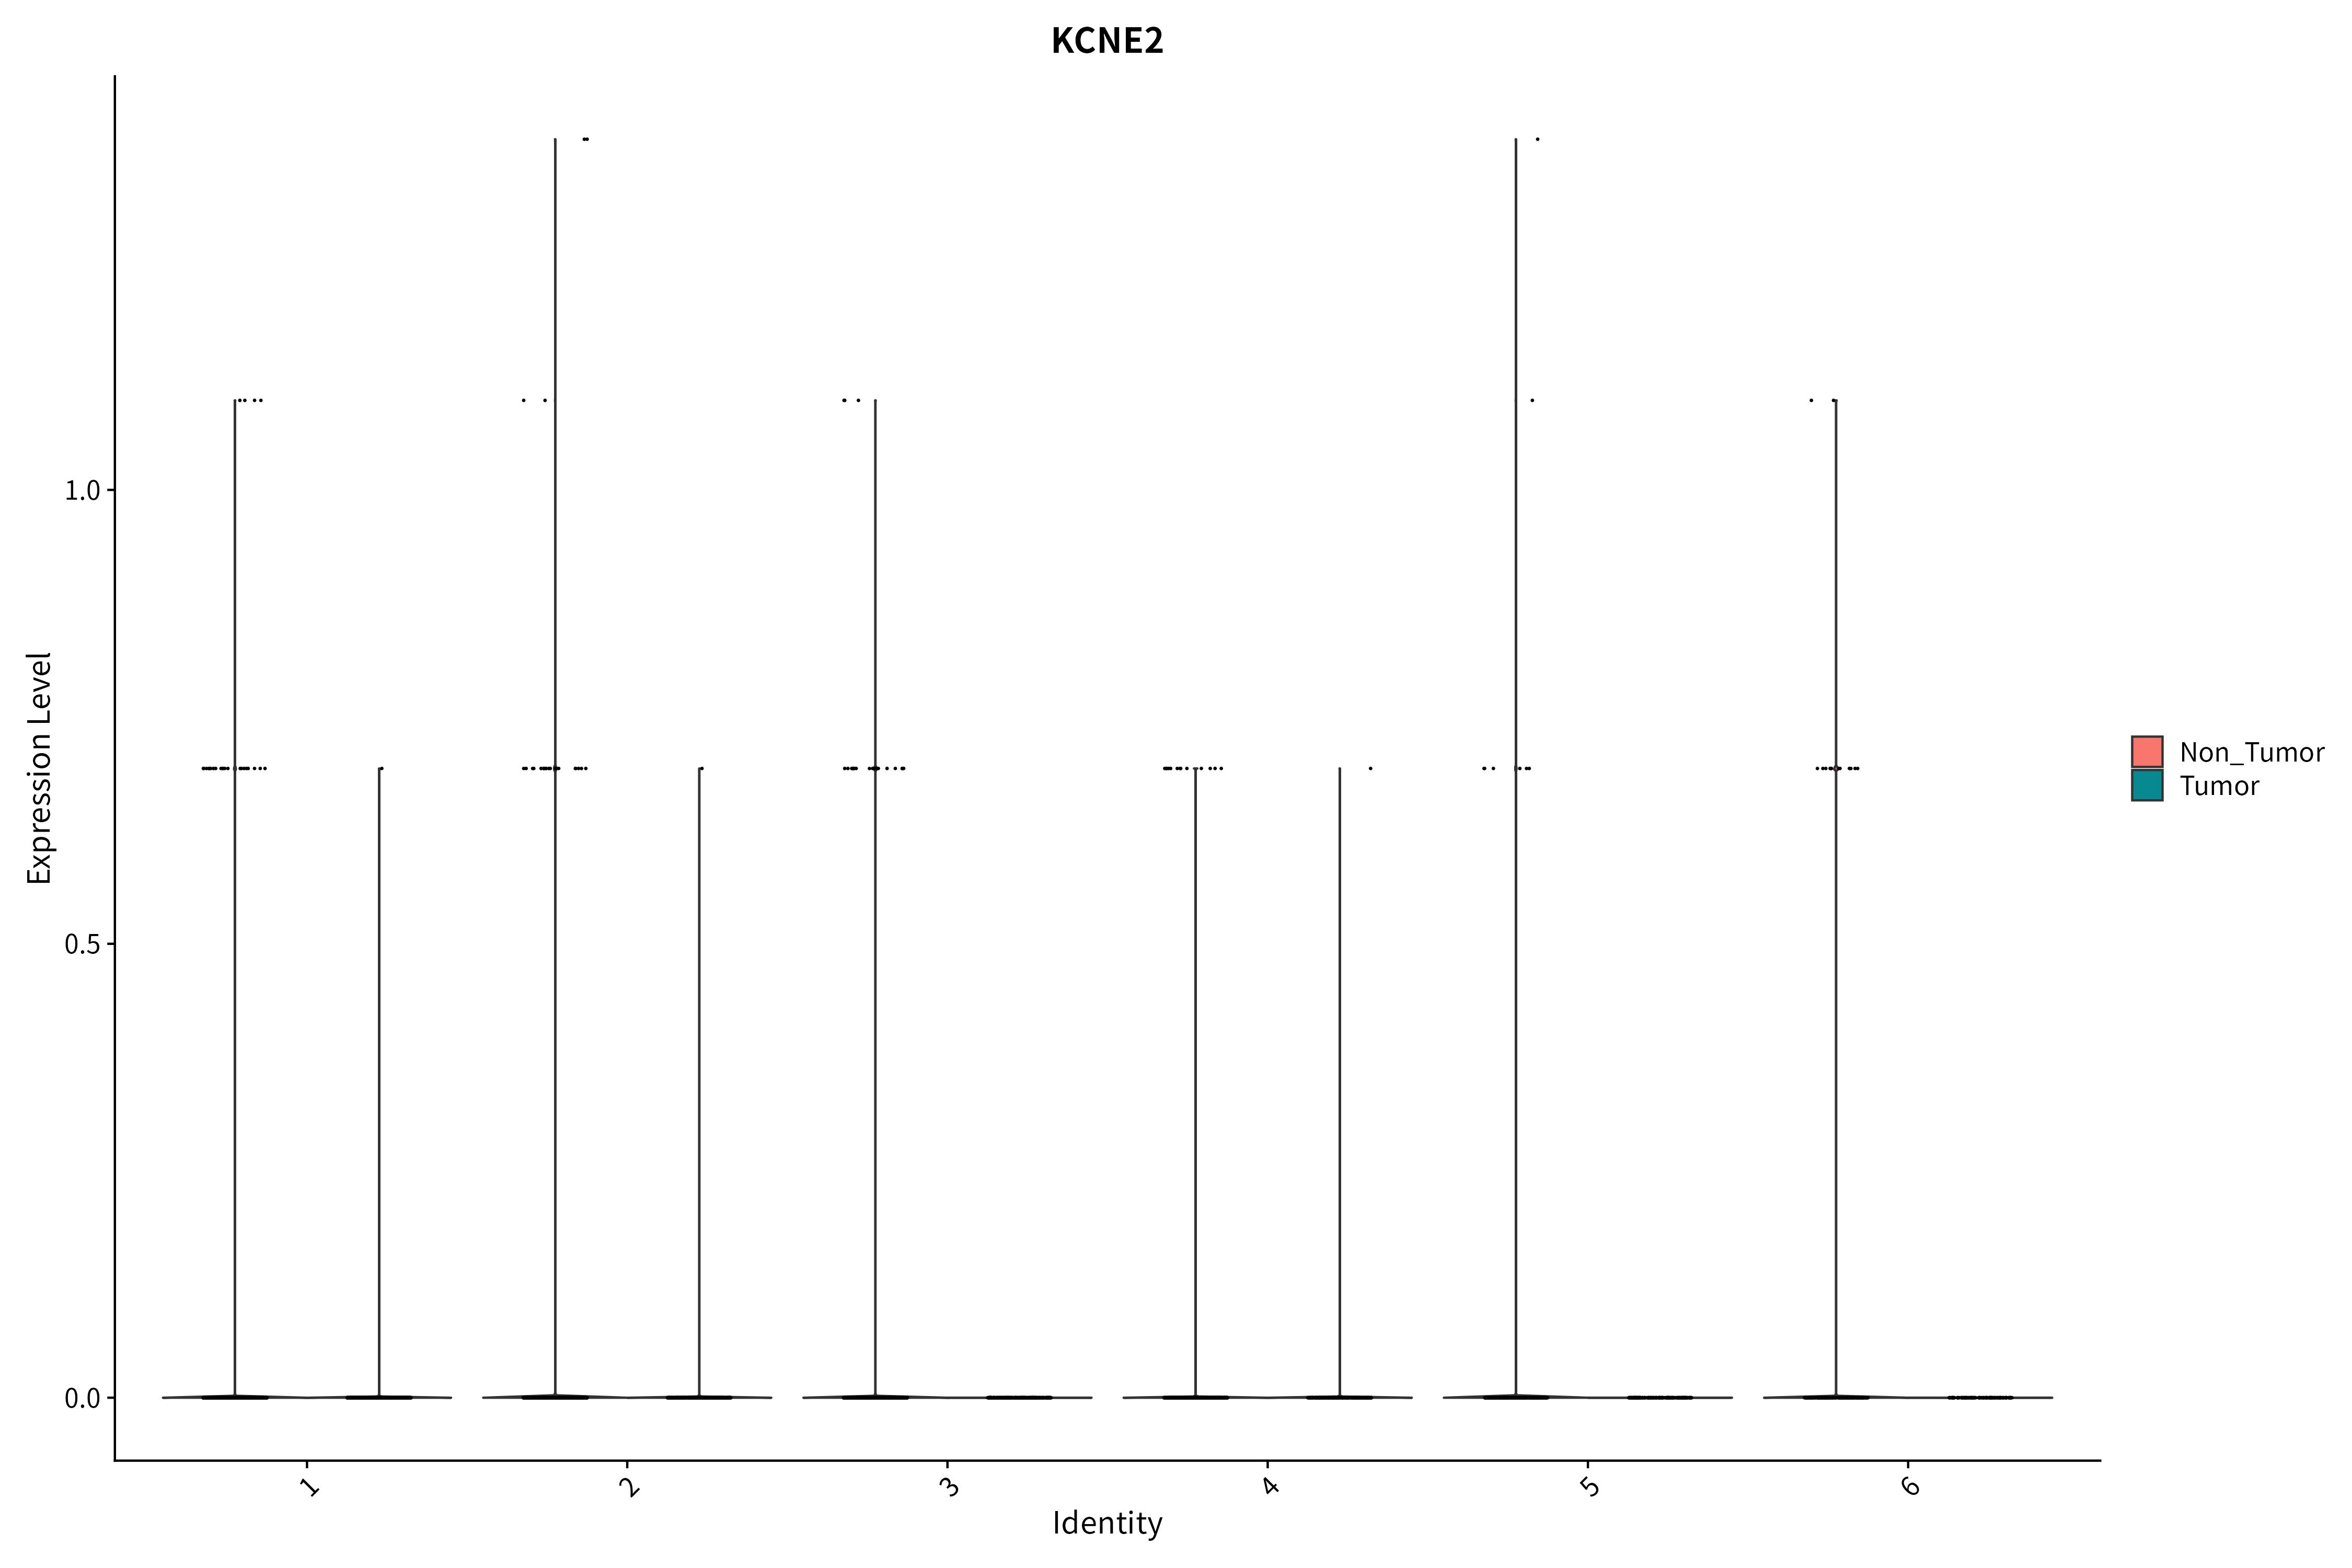 KCNE2
Expression Level
1.0
0.5
0.0
1
2
3
4
5
6
Identity
Non_Tumor
Tumor